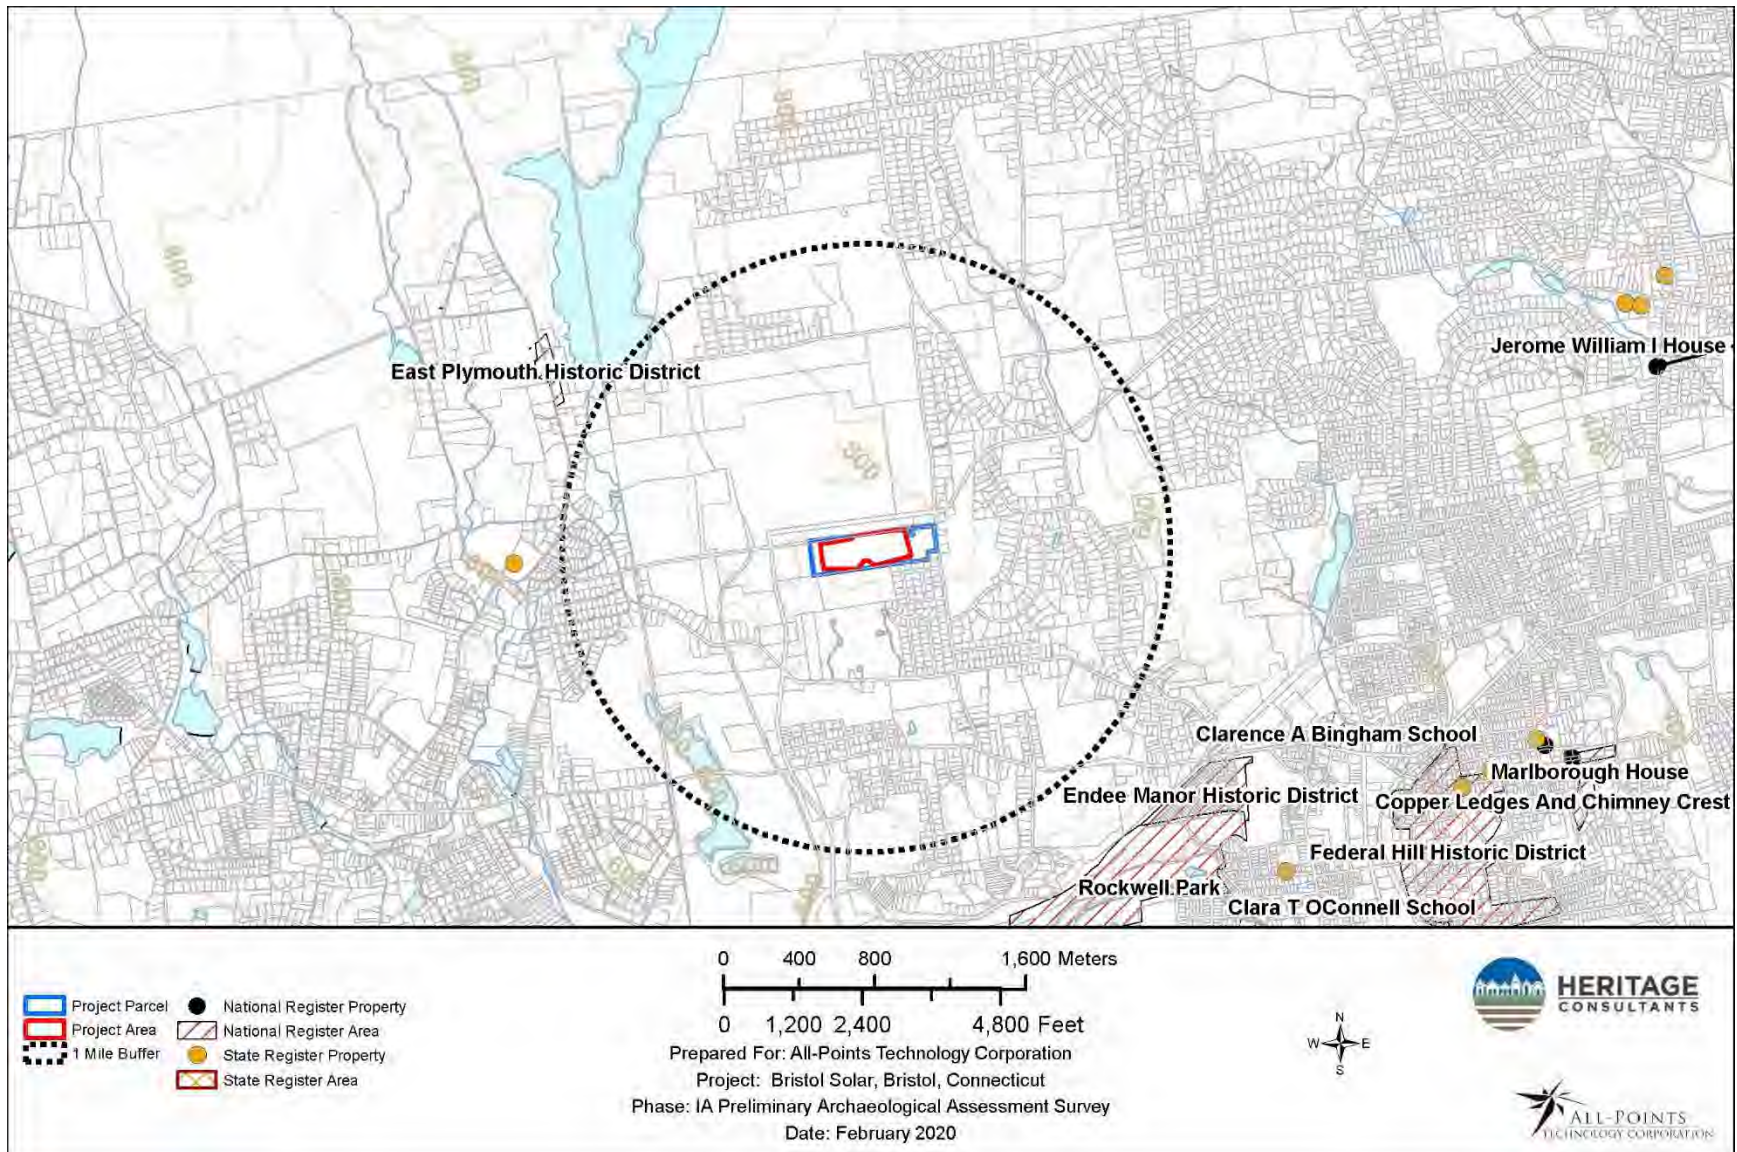 800
East Plymouth Historic District
Jerome William I House
Clarence A Bingham School
Marlborough House
Endee Manor Historic District
Copper Ledges And Chimney Crest
Federal Hill Historic District
Rockwell Park
Clara T OConnell School
0 400 800 1,600 Meters
0 1,200 2,400 4,800 Feet
Project Parcel
Project Area
1 Mile Buffer
National Register Property
National Register Area
State Register Property
State Register Area
Prepared For: All-Points Technology Corporation
Project: Bristol Solar, Bristol, Connecticut
Phase: IA Preliminary Archaeological Assessment Survey
Date: February 2020
N
W E
S
HERITAGE
CONSULTANTS
ALL-POINTS
TECHNOLOGY CORPORATION